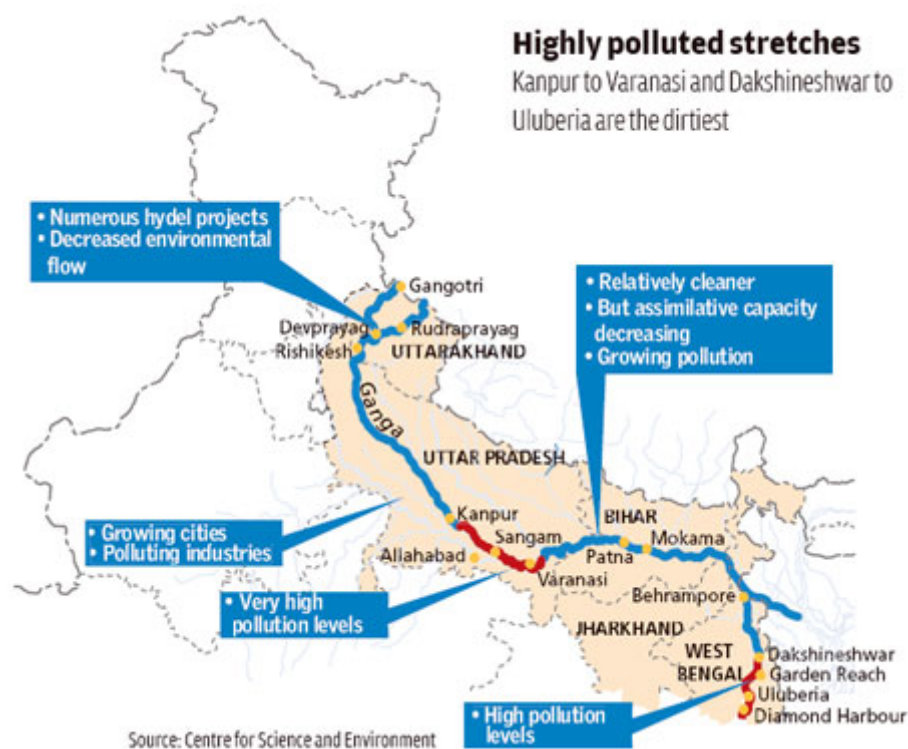 Highly polluted stretches
Kanpur to Varanasi and Dakshineshwar to
Uluberia are the dirtiest
• Numerous hydel projects
• Decreased environmental
flow
Gangotri
• Relatively cleaner
• But assimilative capacity
decreasing
• Growing pollution
Devprayag
Rudraprayag
Rishikesh
UTTARAKHAND
Ganga
UTTAR PRADESH
Kanpur
BIHAR
• Growing cities
• Polluting industries
Sangam
Mokama
Allahabad
Patna
Varanasi
• Very high
pollution levels
Behrampore
JHARKHAND
WEST
BENGAL
Dakshineshwar
Garden Reach
Uluberia
Diamond Harbour
• High pollution
levels
Source: Centre for Science and Environment